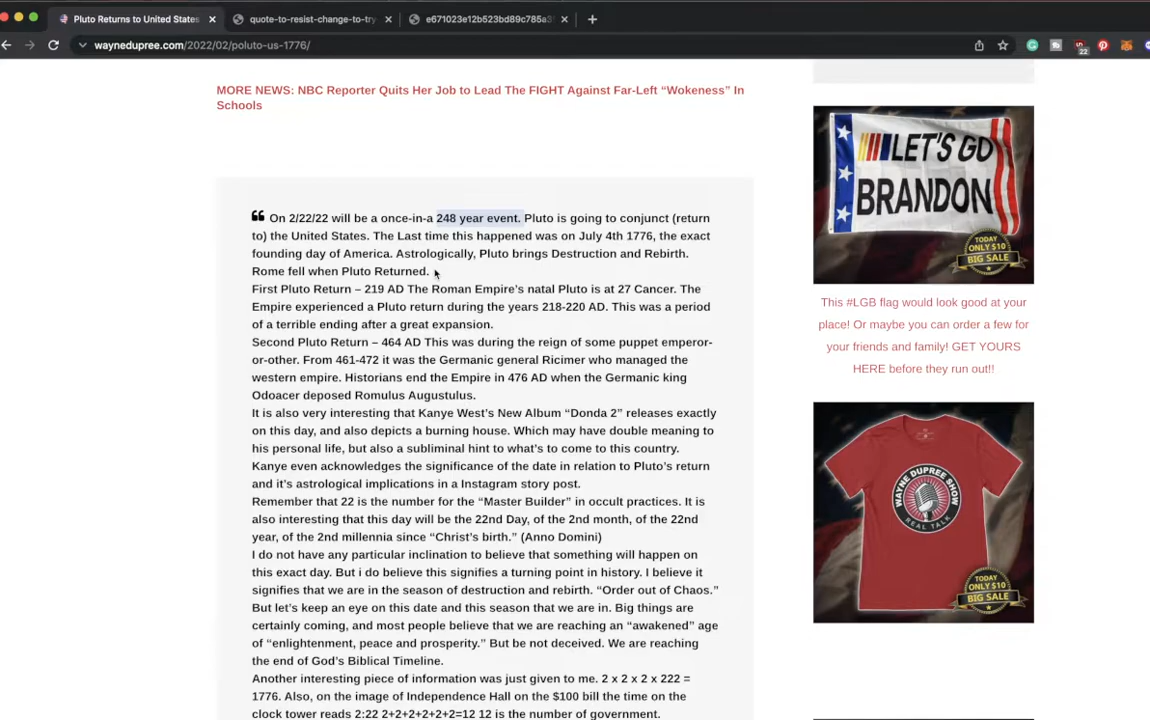 Pluto Returns to United States
quote-to-resist-change-to-try
e671023e12b523bd89c785a3
waynedupree.com/2022/02/poluto-us-1776/
22
MORE NEWS: NBC Reporter Quits Her Job to Lead The FIGHT Against Far-Left “Wokeness” In
Schools
On 2/22/22 will be a once-in-a 248 year event. Pluto is going to conjunct (return
to) the United States. The Last time this happened was on July 4th 1776, the exact
founding day of America. Astrologically, Pluto brings Destruction and Rebirth.
Rome fell when Pluto Returned.
First Pluto Return – 219 AD The Roman Empire’s natal Pluto is at 27 Cancer. The
Empire experienced a Pluto return during the years 218-220 AD. This was a period
of a terrible ending after a great expansion.
Second Pluto Return – 464 AD This was during the reign of some puppet emperor-
or-other. From 461-472 it was the Germanic general Ricimer who managed the
western empire. Historians end the Empire in 476 AD when the Germanic king
Odoacer deposed Romulus Augustulus.
It is also very interesting that Kanye West’s New Album “Donda 2” releases exactly
on this day, and also depicts a burning house. Which may have double meaning to
his personal life, but also a subliminal hint to what’s to come to this country.
Kanye even acknowledges the significance of the date in relation to Pluto’s return
and it’s astrological implications in a Instagram story post.
Remember that 22 is the number for the “Master Builder” in occult practices. It is
also interesting that this day will be the 22nd Day, of the 2nd month, of the 22nd
year, of the 2nd millennia since “Christ’s birth.” (Anno Domini)
I do not have any particular inclination to believe that something will happen on
this exact day. But i do believe this signifies a turning point in history. I believe it
signifies that we are in the season of destruction and rebirth. “Order out of Chaos.”
But let’s keep an eye on this date and this season that we are in. Big things are
certainly coming, and most people believe that we are reaching an “awakened” age
of “enlightenment, peace and prosperity.” But be not deceived. We are reaching
the end of God’s Biblical Timeline.
Another interesting piece of information was just given to me. 2 x 2 x 2 x 222 =
1776. Also, on the image of Independence Hall on the $100 bill the time on the
clock tower reads 2:22 2+2+2+2+2+2=12 12 is the number of government.
LET'S GO
BRANDON
TODAY
ONLY $10
BIG SALE
This #LGB flag would look good at your
place! Or maybe you can order a few for
your friends and family! GET YOURS
HERE before they run out!!
WAYNE DUPREE SHOW
REAL TALK
TODAY
ONLY $10
BIG SALE